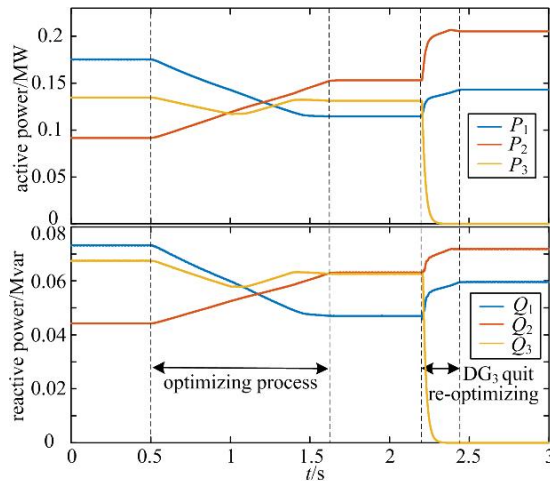 active power/MW
0.2
0.15
0.1
0.05
0
P₁
P₂
P₃
reactive power/Mvar
0.08
0.06
0.04
0.02
0
Q₁
Q₂
Q₃
optimizing process
DG₃ quit
re-optimizing
0 0.5 1 1.5 2 2.5 3
t/s